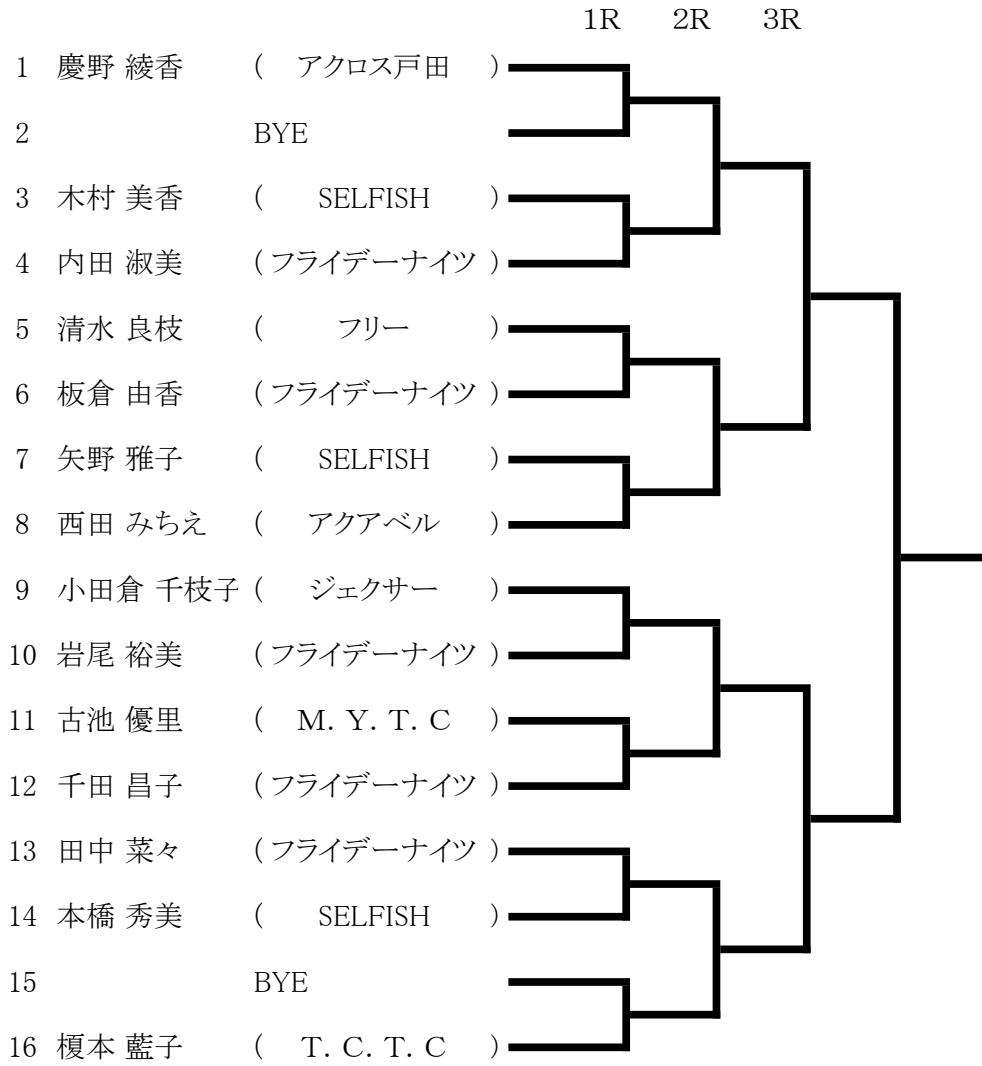 1R 2R 3R
1 慶野 綾香 ( アクロス戸田 )
2 BYE
3 木村 美香 ( SELFISH )
4 内田 淑美 ( フライデーナイツ )
5 清水 良枝 ( フリー )
6 板倉 由香 ( フライデーナイツ )
7 矢野 雅子 ( SELFISH )
8 西田 みちえ ( アクアベル )
9 小田倉 千枝子 ( ジェクサー )
10 岩尾 裕美 ( フライデーナイツ )
11 古池 優里 ( M.Y.T.C )
12 千田 昌子 ( フライデーナイツ )
13 田中 菜々 ( フライデーナイツ )
14 本橋 秀美 ( SELFISH )
15 BYE
16 榎本 藍子 ( T.C.T.C )